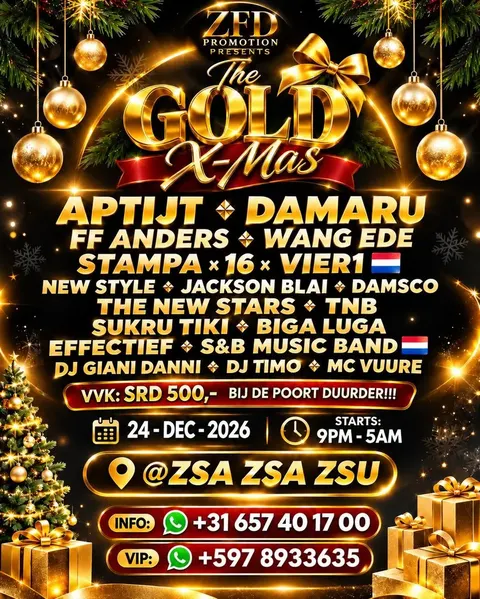 ZFD
PROMOTION
PRESENTS
The
GOLD
X-Mas
APTIJT ❖ DAMARU
FF ANDERS ❖ WANG EDE
STAMPA × 16 × VIER1
NEW STYLE ❖ JACKSON BLAI ❖ DAMSCO
THE NEW STARS ❖ TNB
SUKRU TIKI ❖ BIGA LUGA
EFFECTIEF ❖ S&B MUSIC BAND
DJ GIANI DANNI ❖ DJ TIMO ❖ MC VUURE
VVK: SRD 500,- BIJ DE POORT DUURDER!!!
24 - DEC - 2026
STARTS:
9PM - 5AM
@ZSA ZSA ZSU
INFO: +31 657 40 17 00
VIP: +597 8933635